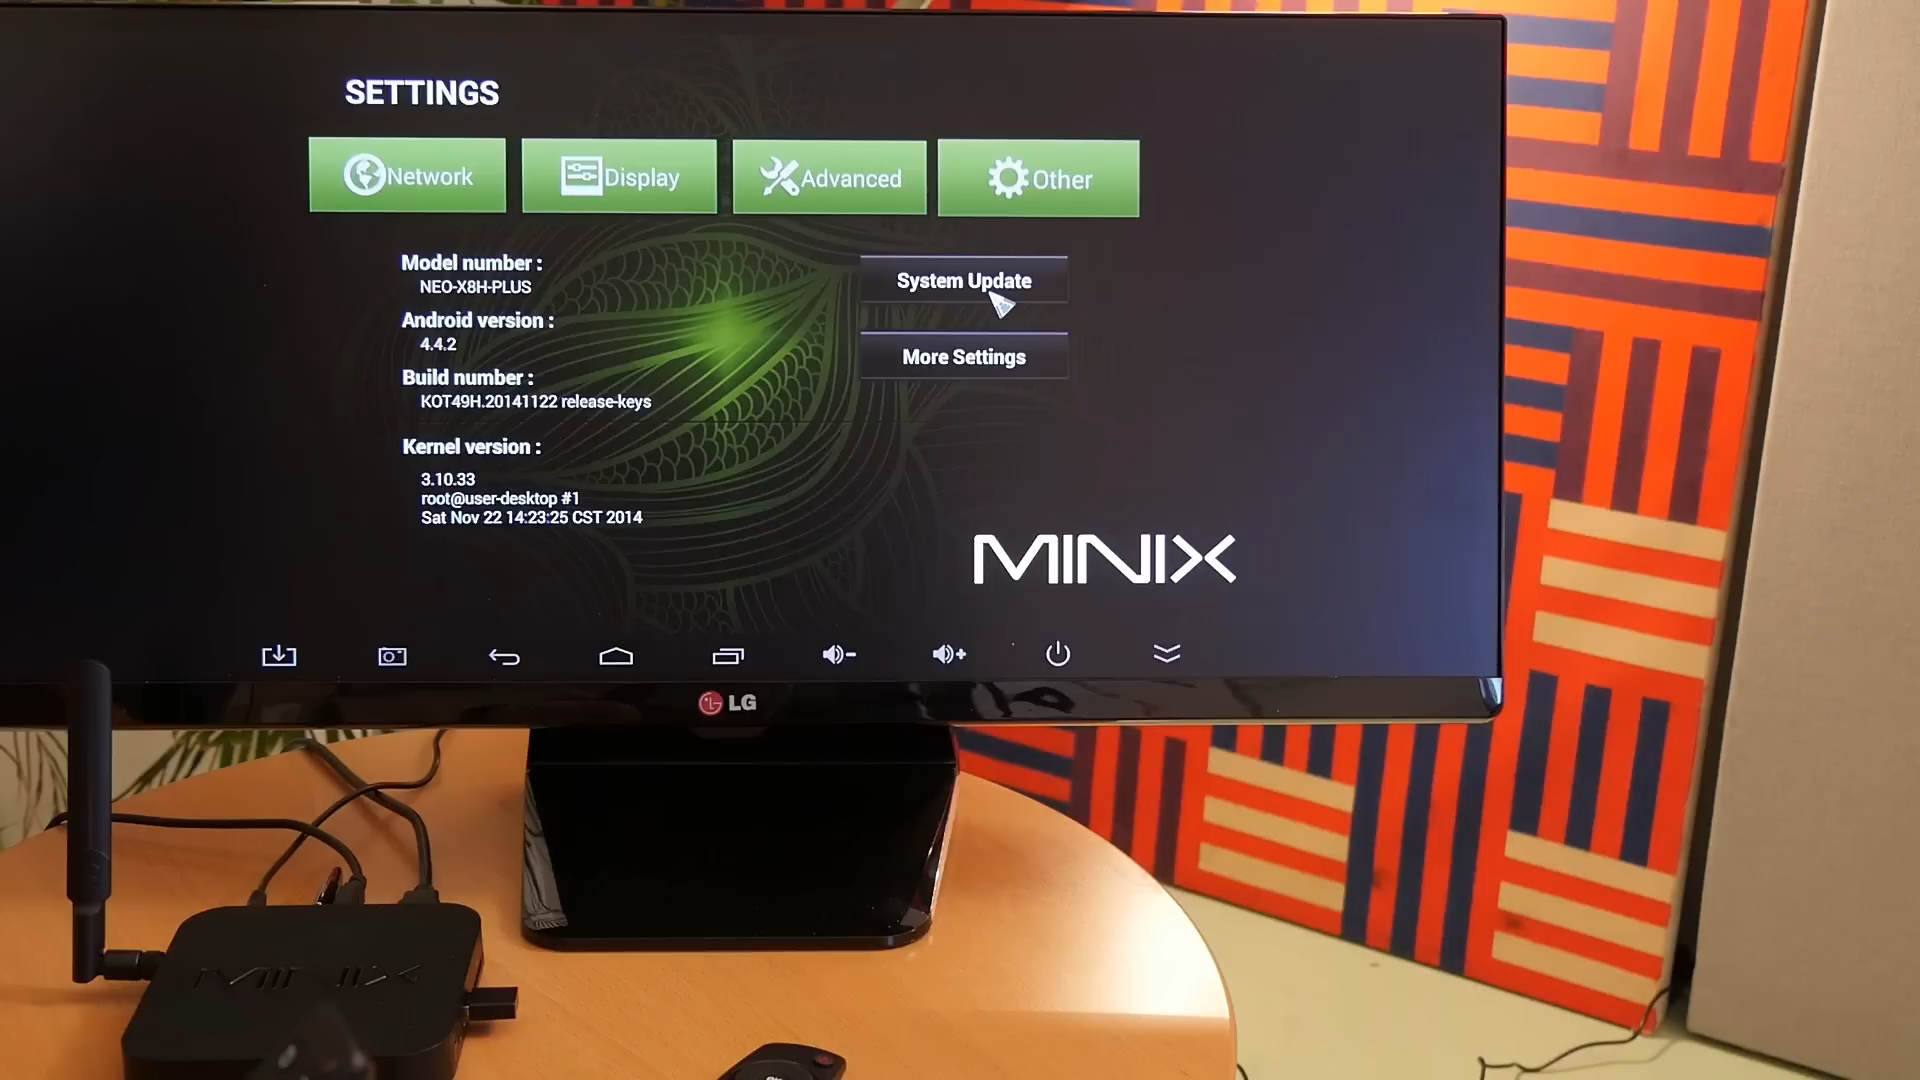 SETTINGS
Network
Display
Advanced
Other
Model number :
NEO-X8H-PLUS
Android version :
4.4.2
Build number :
KOT49H.20141122 release-keys
Kernel version :
3.10.33
root@user-desktop #1
Sat Nov 22 14:23:25 CST 2014
System Update
More Settings
MINIX
LG
MINIX